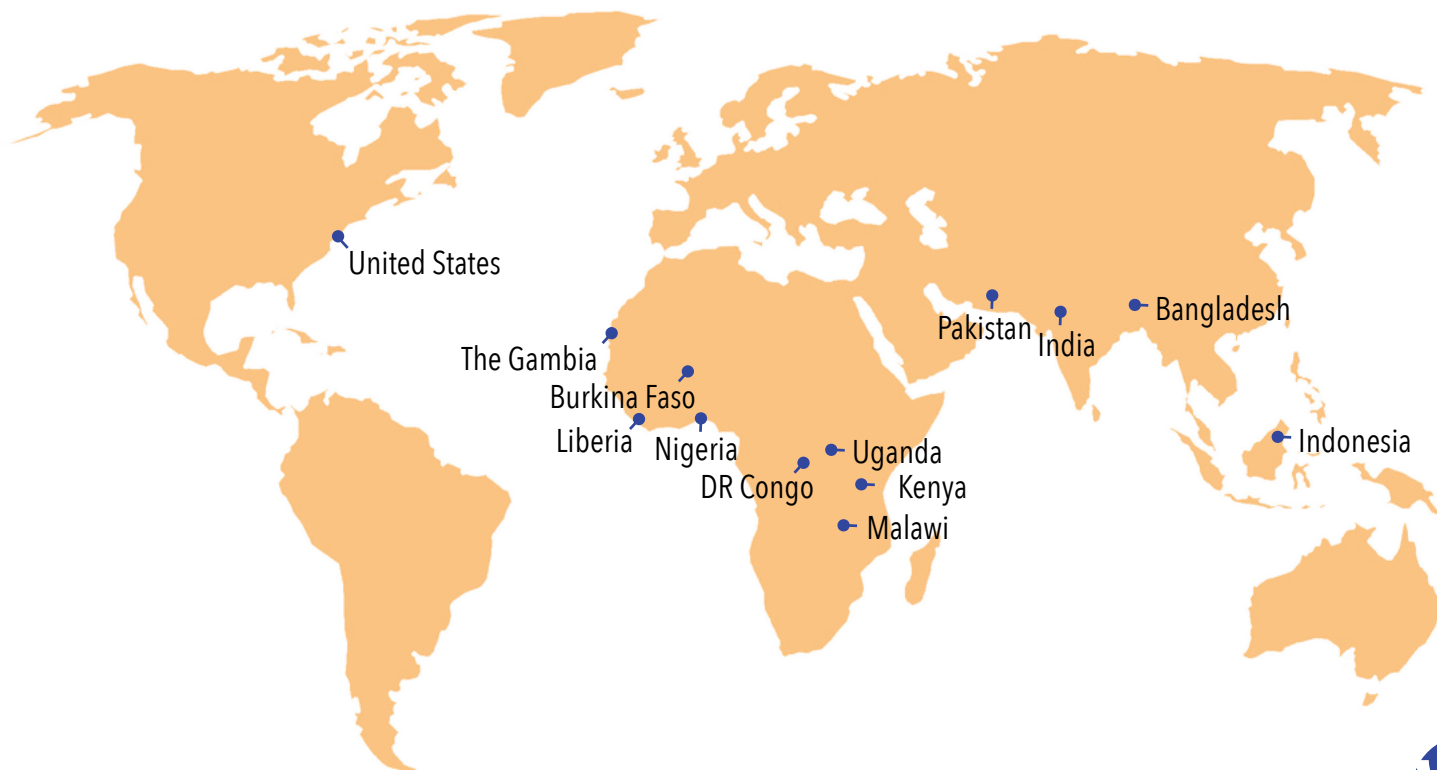 United States
The Gambia
Burkina Faso
Liberia
Nigeria
DR Congo
Uganda
Kenya
Malawi
Pakistan
India
Bangladesh
Indonesia